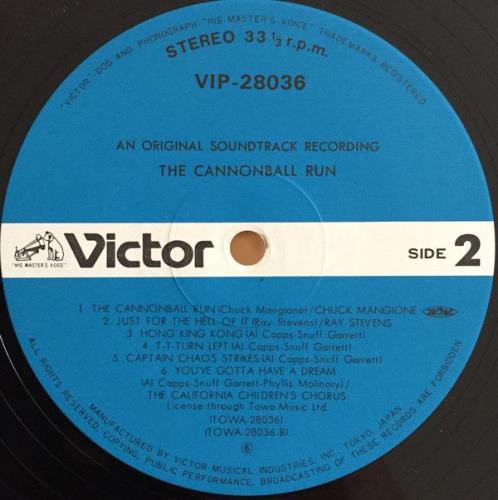 "VICTOR" DOG AND PHONOGRAPH "HIS MASTER'S VOICE" TRADEMARKS REGISTERED
STEREO 33 1/3 r.p.m.
VIP-28036
AN ORIGINAL SOUNDTRACK RECORDING
THE CANNONBALL RUN
"HIS MASTER'S VOICE"
Victor
SIDE 2
1. THE CANNONBALL RUN (Chuck Mangione)/CHUCK MANGIONE
2. JUST FOR THE HELL OF IT (Ray Stevens)/RAY STEVENS
3. HONG KING KONG (Al Capps-Snuff Garrett)
4. T-T-TURN LEFT (Al Capps-Snuff Garrett)
5. CAPTAIN CHAOS STRIKES (Al Capps-Snuff Garrett)
6. YOU'VE GOTTA HAVE A DREAM
(Al Capps-Snuff Garrett-Phyllis Molinary)/
THE CALIFORNIA CHILDREN'S CHORUS
License through Towa Music Ltd.
(TOWA-28036)
(TOWA-28036-B)
6
ALL RIGHTS RESERVED. COPYING, PUBLIC PERFORMANCE, BROADCASTING OF THESE RECORDS ARE FORBIDDEN
MANUFACTURED BY VICTOR MUSICAL INDUSTRIES, INC. TOKYO, JAPAN